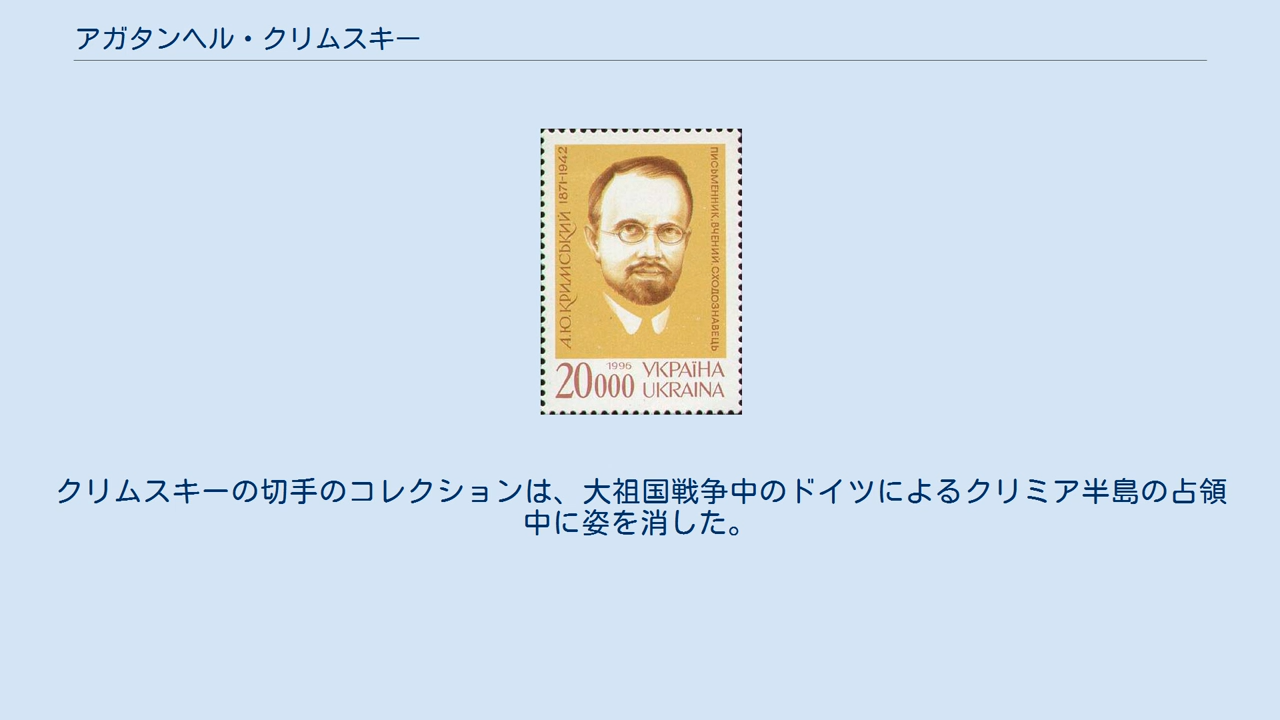 アガタンヘル・クリムスキー
А.Ю.КРИМСЬКИЙ 1871-1942
ПИСЬМЕННИК, ВЧЕНИЙ, СХОДОЗНАВЕЦЬ
1996
20000
УКРАЇНА
UKRAINA
クリムスキーの切手のコレクションは、大祖国戦争中のドイツによるクリミア半島の占領
中に姿を消した。